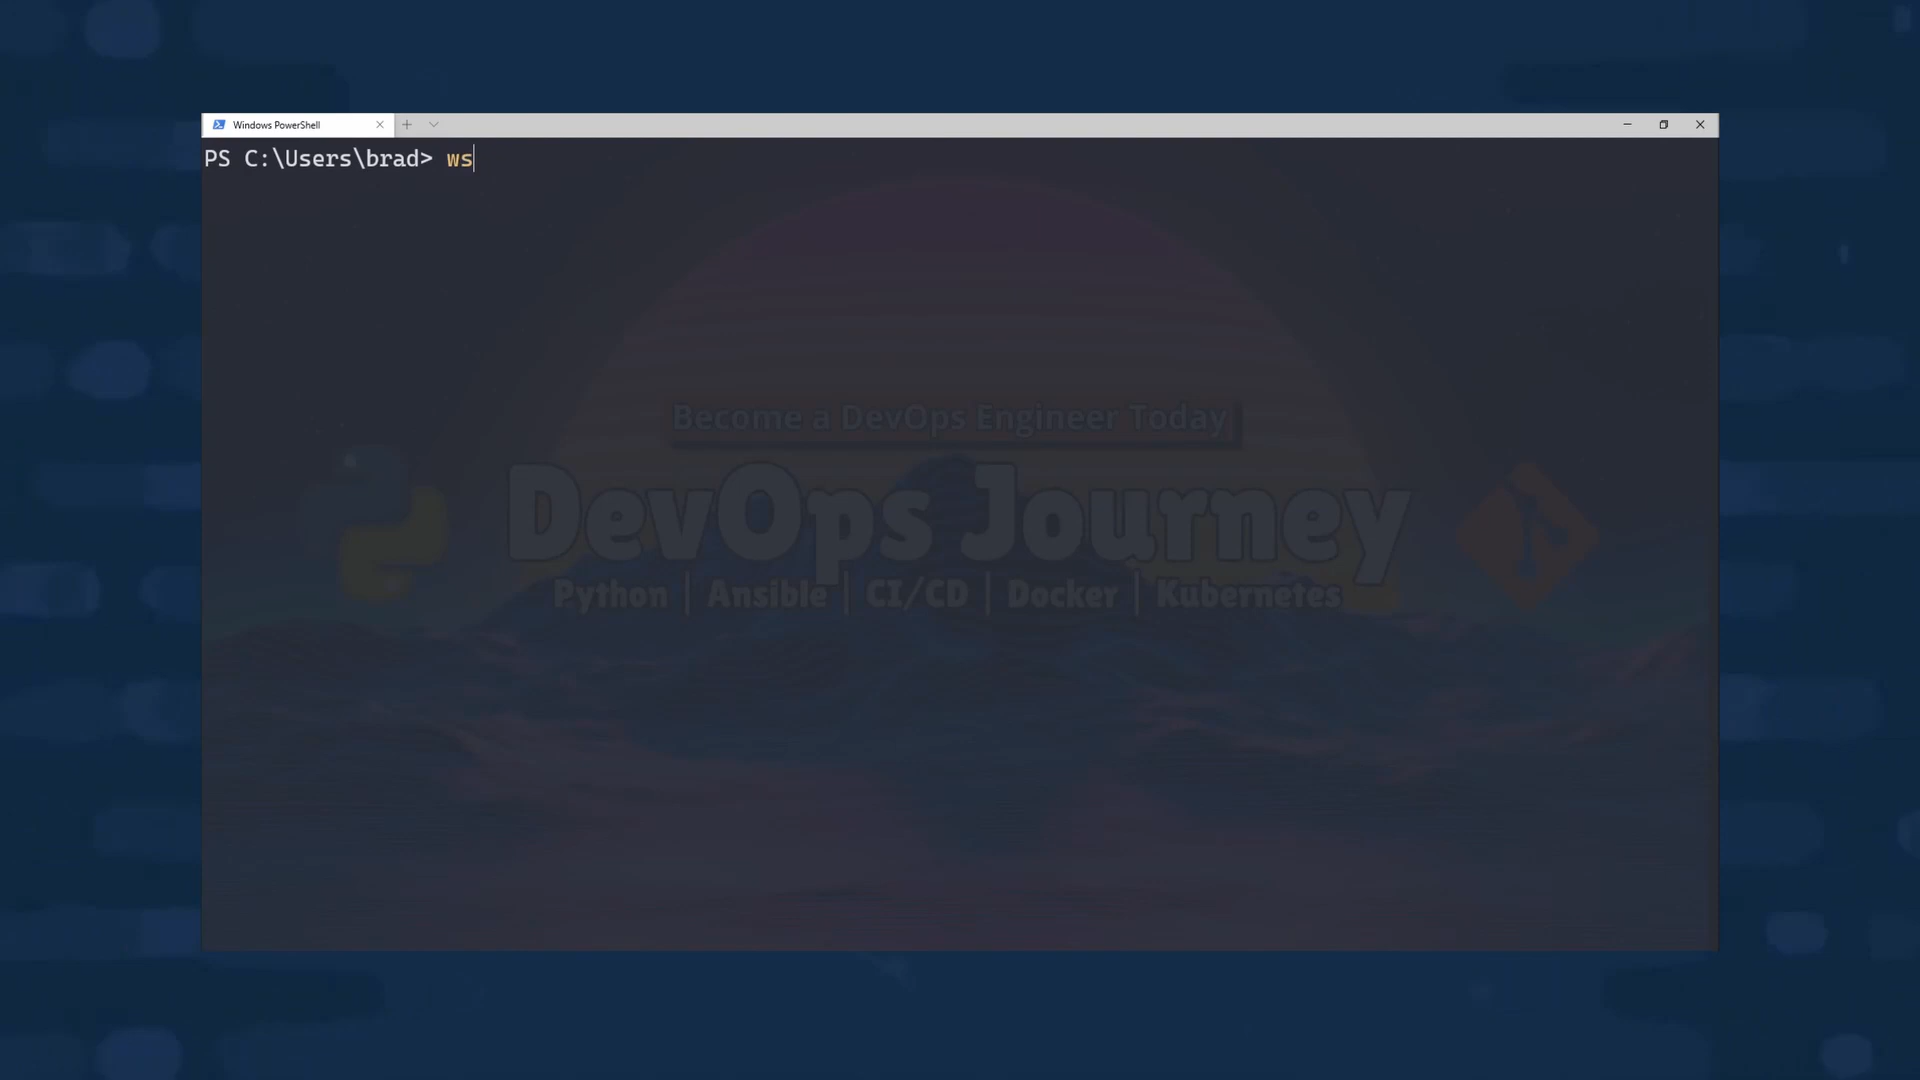 Windows PowerShell
PS C:\Users\brad> ws
Become a DevOps Engineer Today
DevOps Journey
Python | Ansible | CI/CD | Docker | Kubernetes